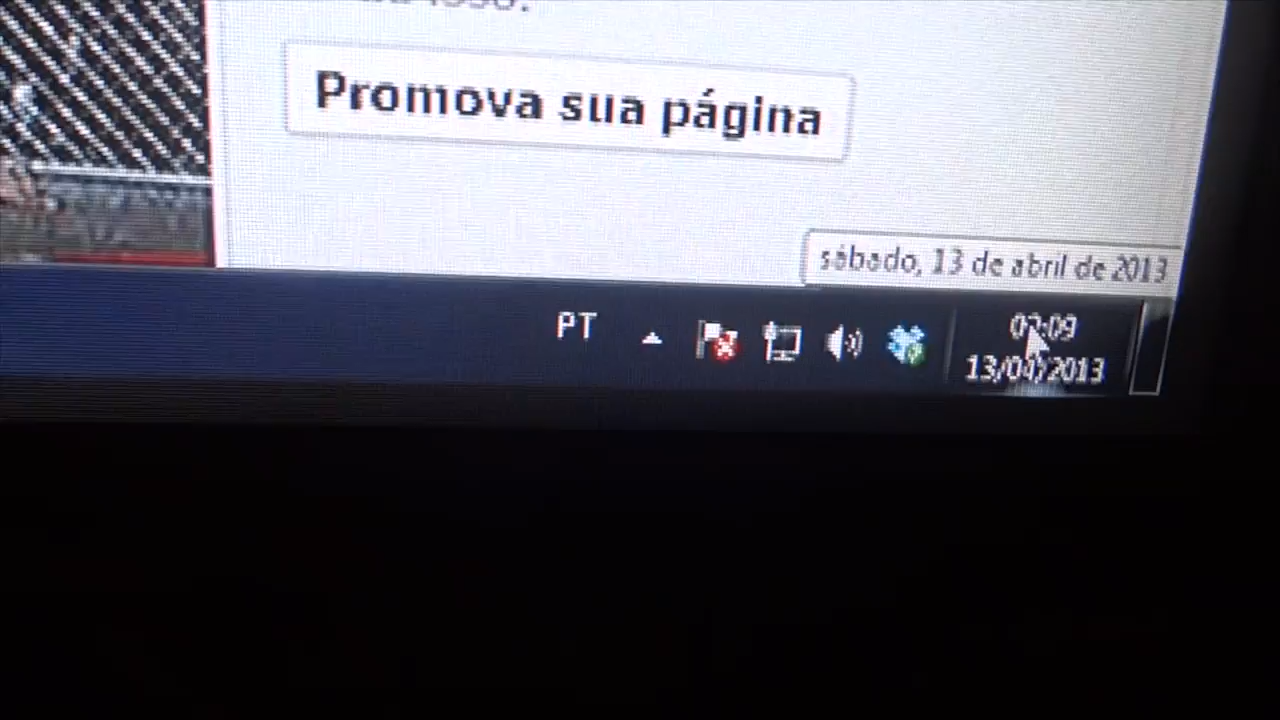 Promova sua página
sábado, 13 de abril de 2013
PT
13/04/2013